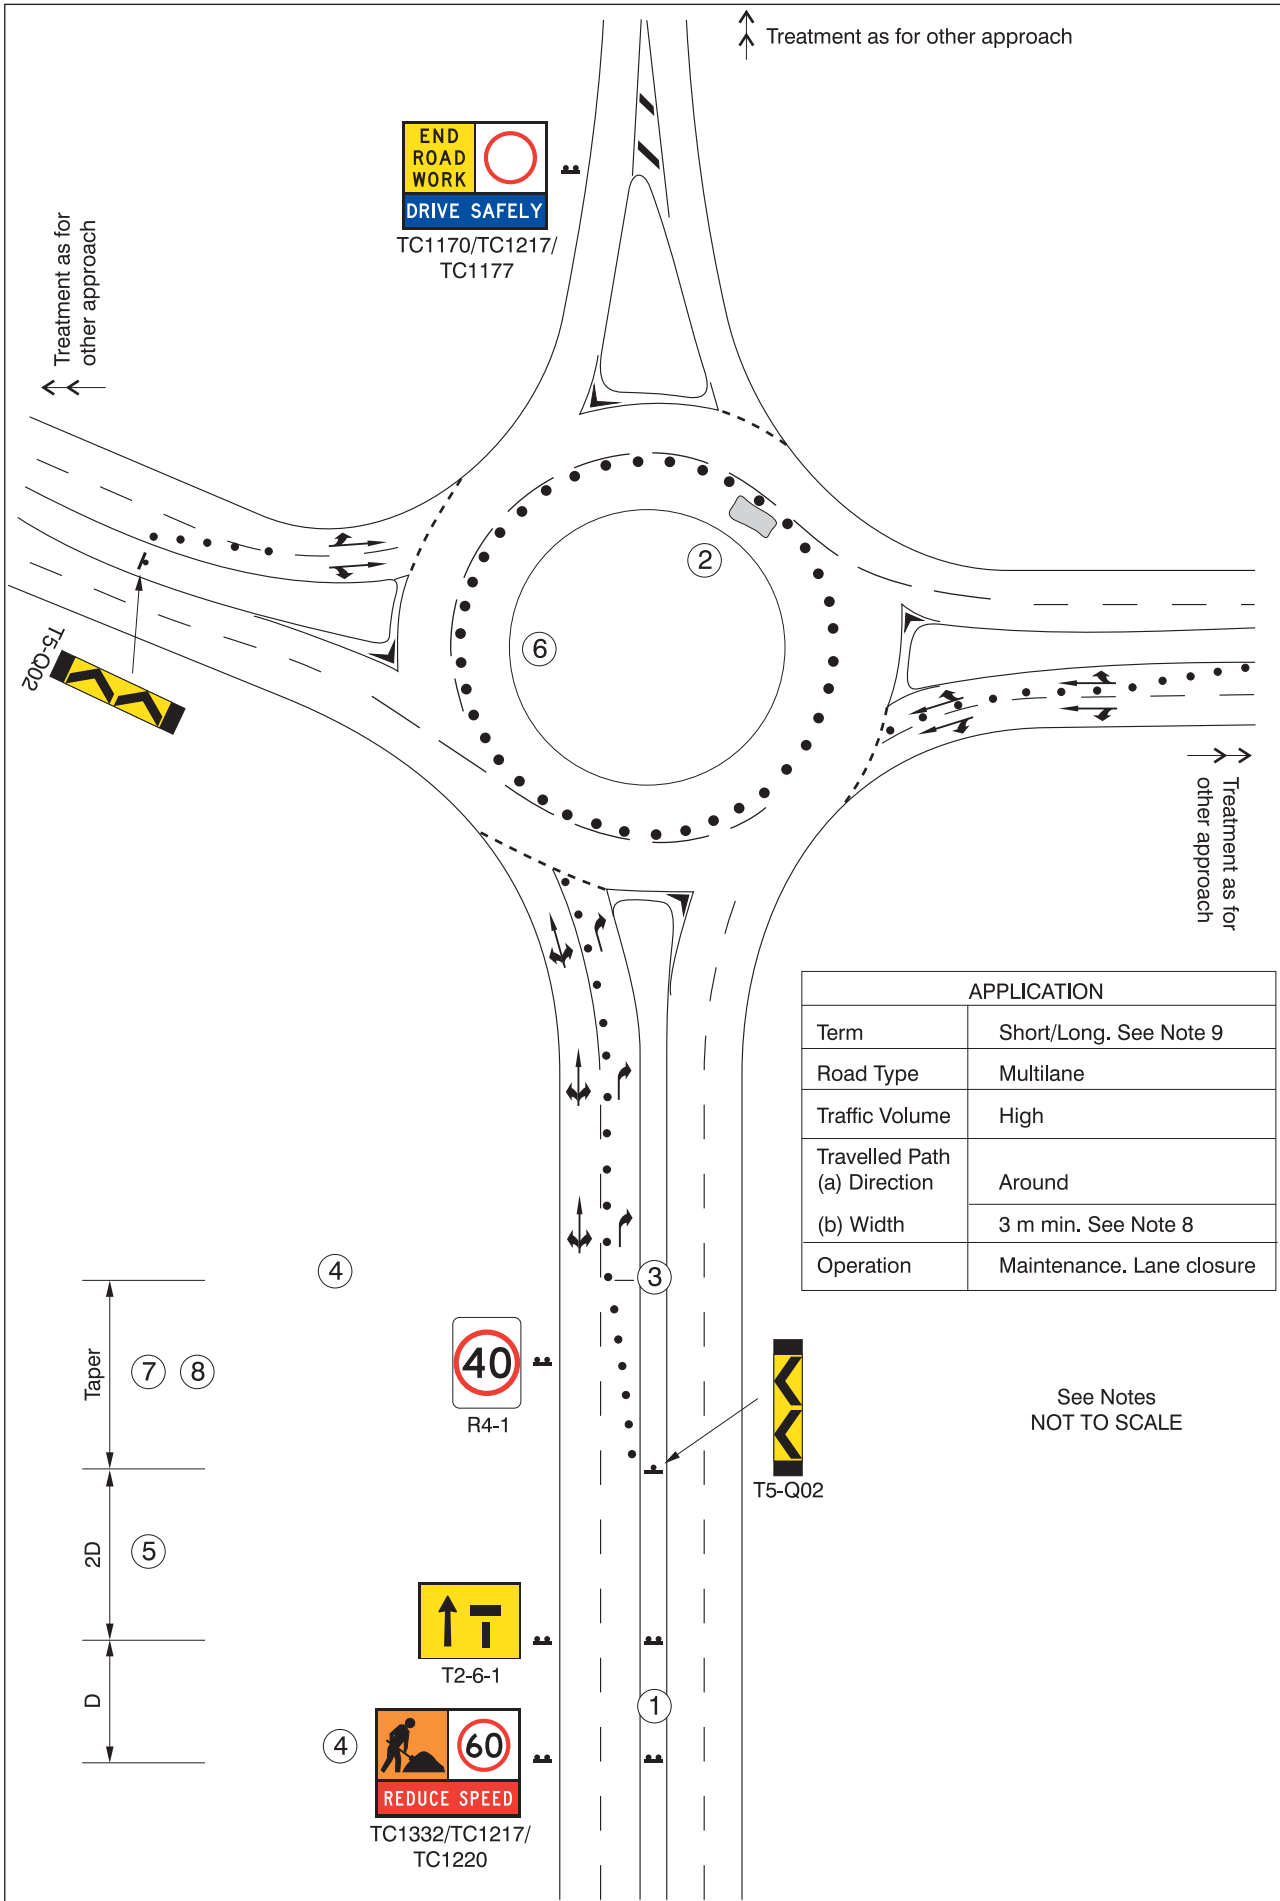 Treatment as for other approach
END
ROAD
WORK
DRIVE SAFELY
TC1170/TC1217/
TC1177
Treatment as for
other approach
2
6
T5-Q02
Treatment as for
other approach
APPLICATION
Term Short/Long. See Note 9
Road Type Multilane
Traffic Volume High
Travelled Path
(a) Direction Around
(b) Width 3 m min. See Note 8
Operation Maintenance. Lane closure
4
3
Taper
7 8
40
R4-1
See Notes
NOT TO SCALE
T5-Q02
2D
5
T2-6-1
D
1
4
60
REDUCE SPEED
TC1332/TC1217/
TC1220